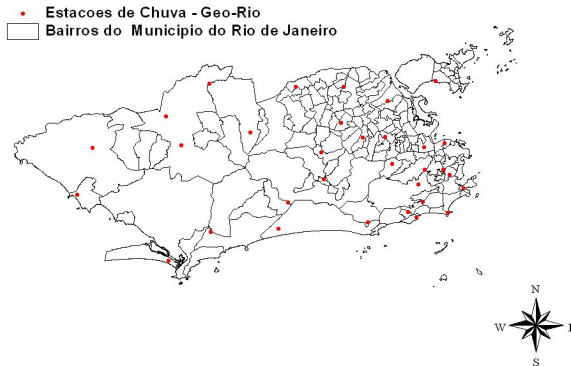 Estacoes de Chuva - Geo-Rio
Bairros do Municipio do Rio de Janeiro
N
W
S